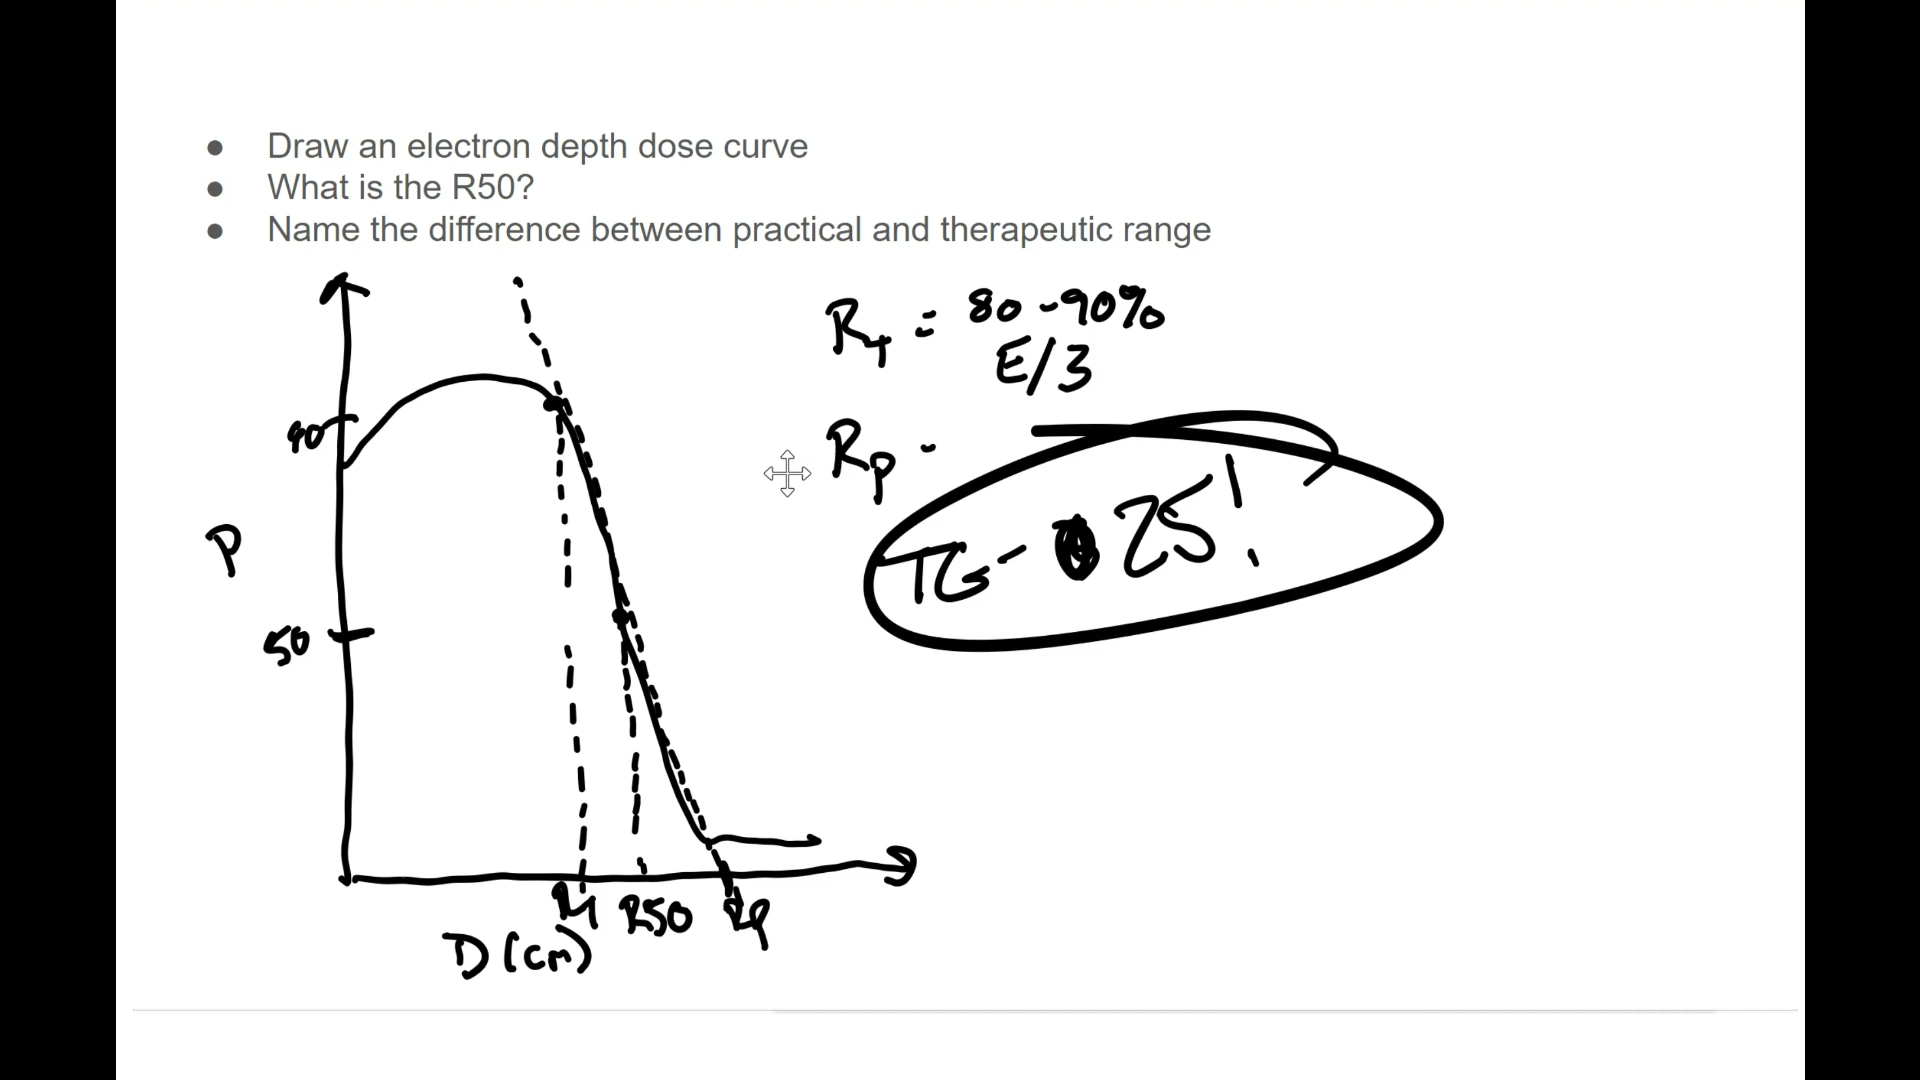 ● Draw an electron depth dose curve
● What is the R50?
● Name the difference between practical and therapeutic range
RT = 80-90%
E/3
90
Rp -
TG- 25!
P
50
R50 Rp
D (cm)